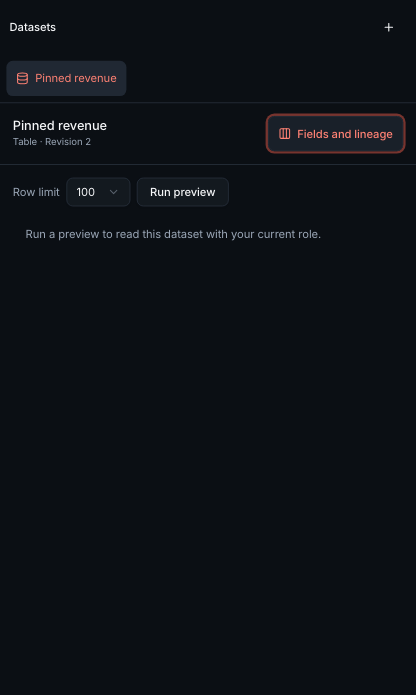 Datasets
Pinned revenue
Pinned revenue
Table · Revision 2
Fields and lineage
Row limit
100
Run preview
Run a preview to read this dataset with your current role.